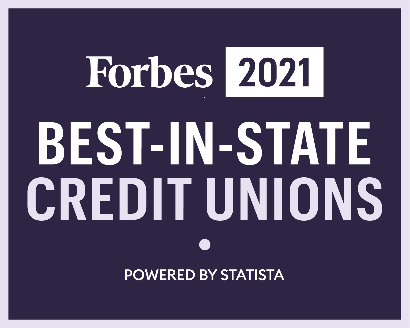 Forbes 2021
BEST-IN-STATE
CREDIT UNIONS
POWERED BY STATISTA